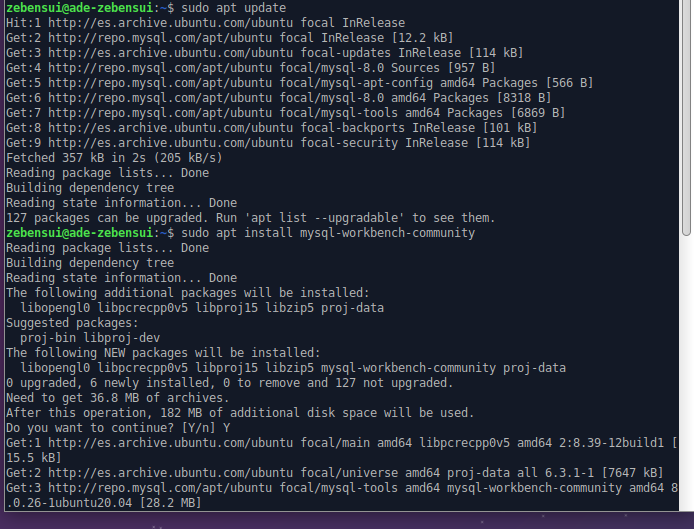 zebensui@ade-zebensui:~$ sudo apt update
Hit:1 http://es.archive.ubuntu.com/ubuntu focal InRelease
Get:2 http://repo.mysql.com/apt/ubuntu focal InRelease [12.2 kB]
Get:3 http://es.archive.ubuntu.com/ubuntu focal-updates InRelease [114 kB]
Get:4 http://repo.mysql.com/apt/ubuntu focal/mysql-8.0 Sources [957 B]
Get:5 http://repo.mysql.com/apt/ubuntu focal/mysql-apt-config amd64 Packages [566 B]
Get:6 http://repo.mysql.com/apt/ubuntu focal/mysql-8.0 amd64 Packages [8318 B]
Get:7 http://repo.mysql.com/apt/ubuntu focal/mysql-tools amd64 Packages [6869 B]
Get:8 http://es.archive.ubuntu.com/ubuntu focal-backports InRelease [101 kB]
Get:9 http://es.archive.ubuntu.com/ubuntu focal-security InRelease [114 kB]
Fetched 357 kB in 2s (205 kB/s)
Reading package lists... Done
Building dependency tree
Reading state information... Done
127 packages can be upgraded. Run 'apt list --upgradable' to see them.
zebensui@ade-zebensui:~$ sudo apt install mysql-workbench-community
Reading package lists... Done
Building dependency tree
Reading state information... Done
The following additional packages will be installed:
  libopengl0 libpcrecpp0v5 libproj15 libzip5 proj-data
Suggested packages:
  proj-bin libproj-dev
The following NEW packages will be installed:
  libopengl0 libpcrecpp0v5 libproj15 libzip5 mysql-workbench-community proj-data
0 upgraded, 6 newly installed, 0 to remove and 127 not upgraded.
Need to get 36.8 MB of archives.
After this operation, 182 MB of additional disk space will be used.
Do you want to continue? [Y/n] Y
Get:1 http://es.archive.ubuntu.com/ubuntu focal/main amd64 libpcrecpp0v5 amd64 2:8.39-12build1 [
15.5 kB]
Get:2 http://es.archive.ubuntu.com/ubuntu focal/universe amd64 proj-data all 6.3.1-1 [7647 kB]
Get:3 http://repo.mysql.com/apt/ubuntu focal/mysql-tools amd64 mysql-workbench-community amd64 8
.0.26-1ubuntu20.04 [28.2 MB]